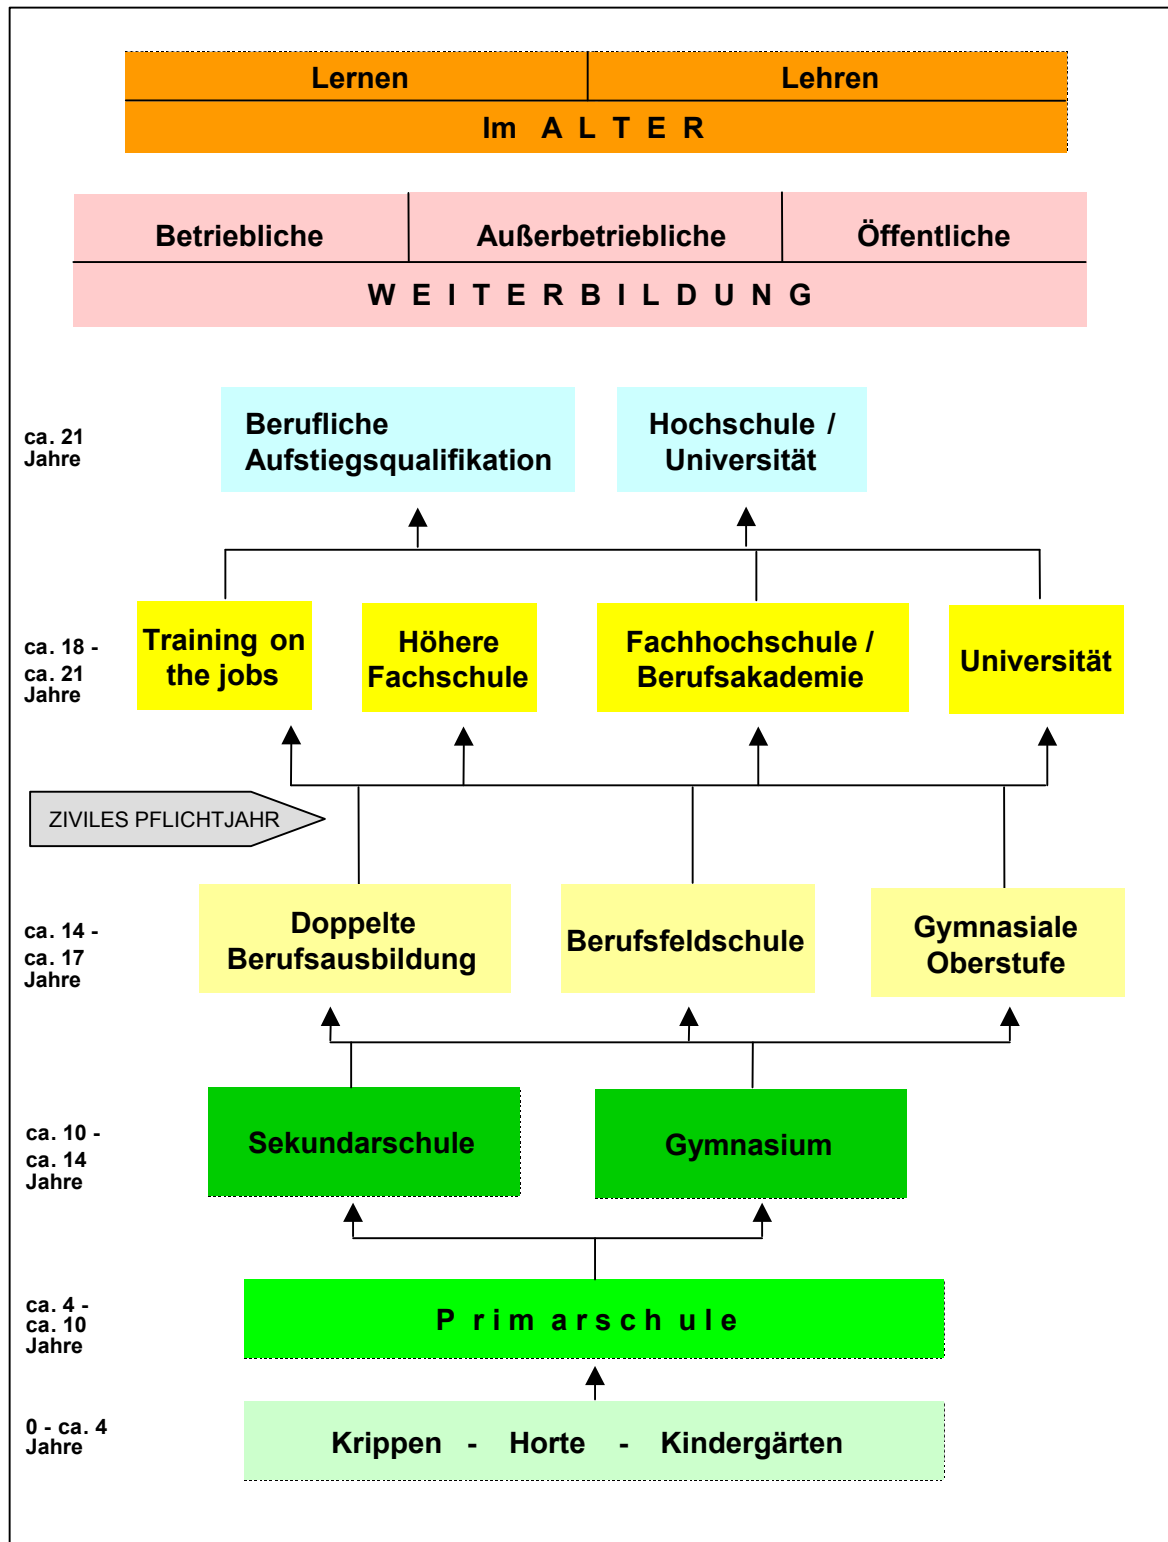 Lernen Lehren
Im A L T E R
Betriebliche Außerbetriebliche Öffentliche
W E I T E R B I L D U N G
ca. 21
Jahre
Berufliche
Aufstiegsqualifikation
Hochschule /
Universität
ca. 18 -
ca. 21
Jahre
Training on
the jobs
Höhere
Fachschule
Fachhochschule /
Berufsakademie
Universität
ZIVILES PFLICHTJAHR
ca. 14 -
ca. 17
Jahre
Doppelte
Berufsausbildung
Berufsfeldschule
Gymnasiale
Oberstufe
ca. 10 -
ca. 14
Jahre
Sekundarschule
Gymnasium
ca. 4 -
ca. 10
Jahre
P r i m a r s c h u l e
0 - ca. 4
Jahre
Krippen - Horte - Kindergärten